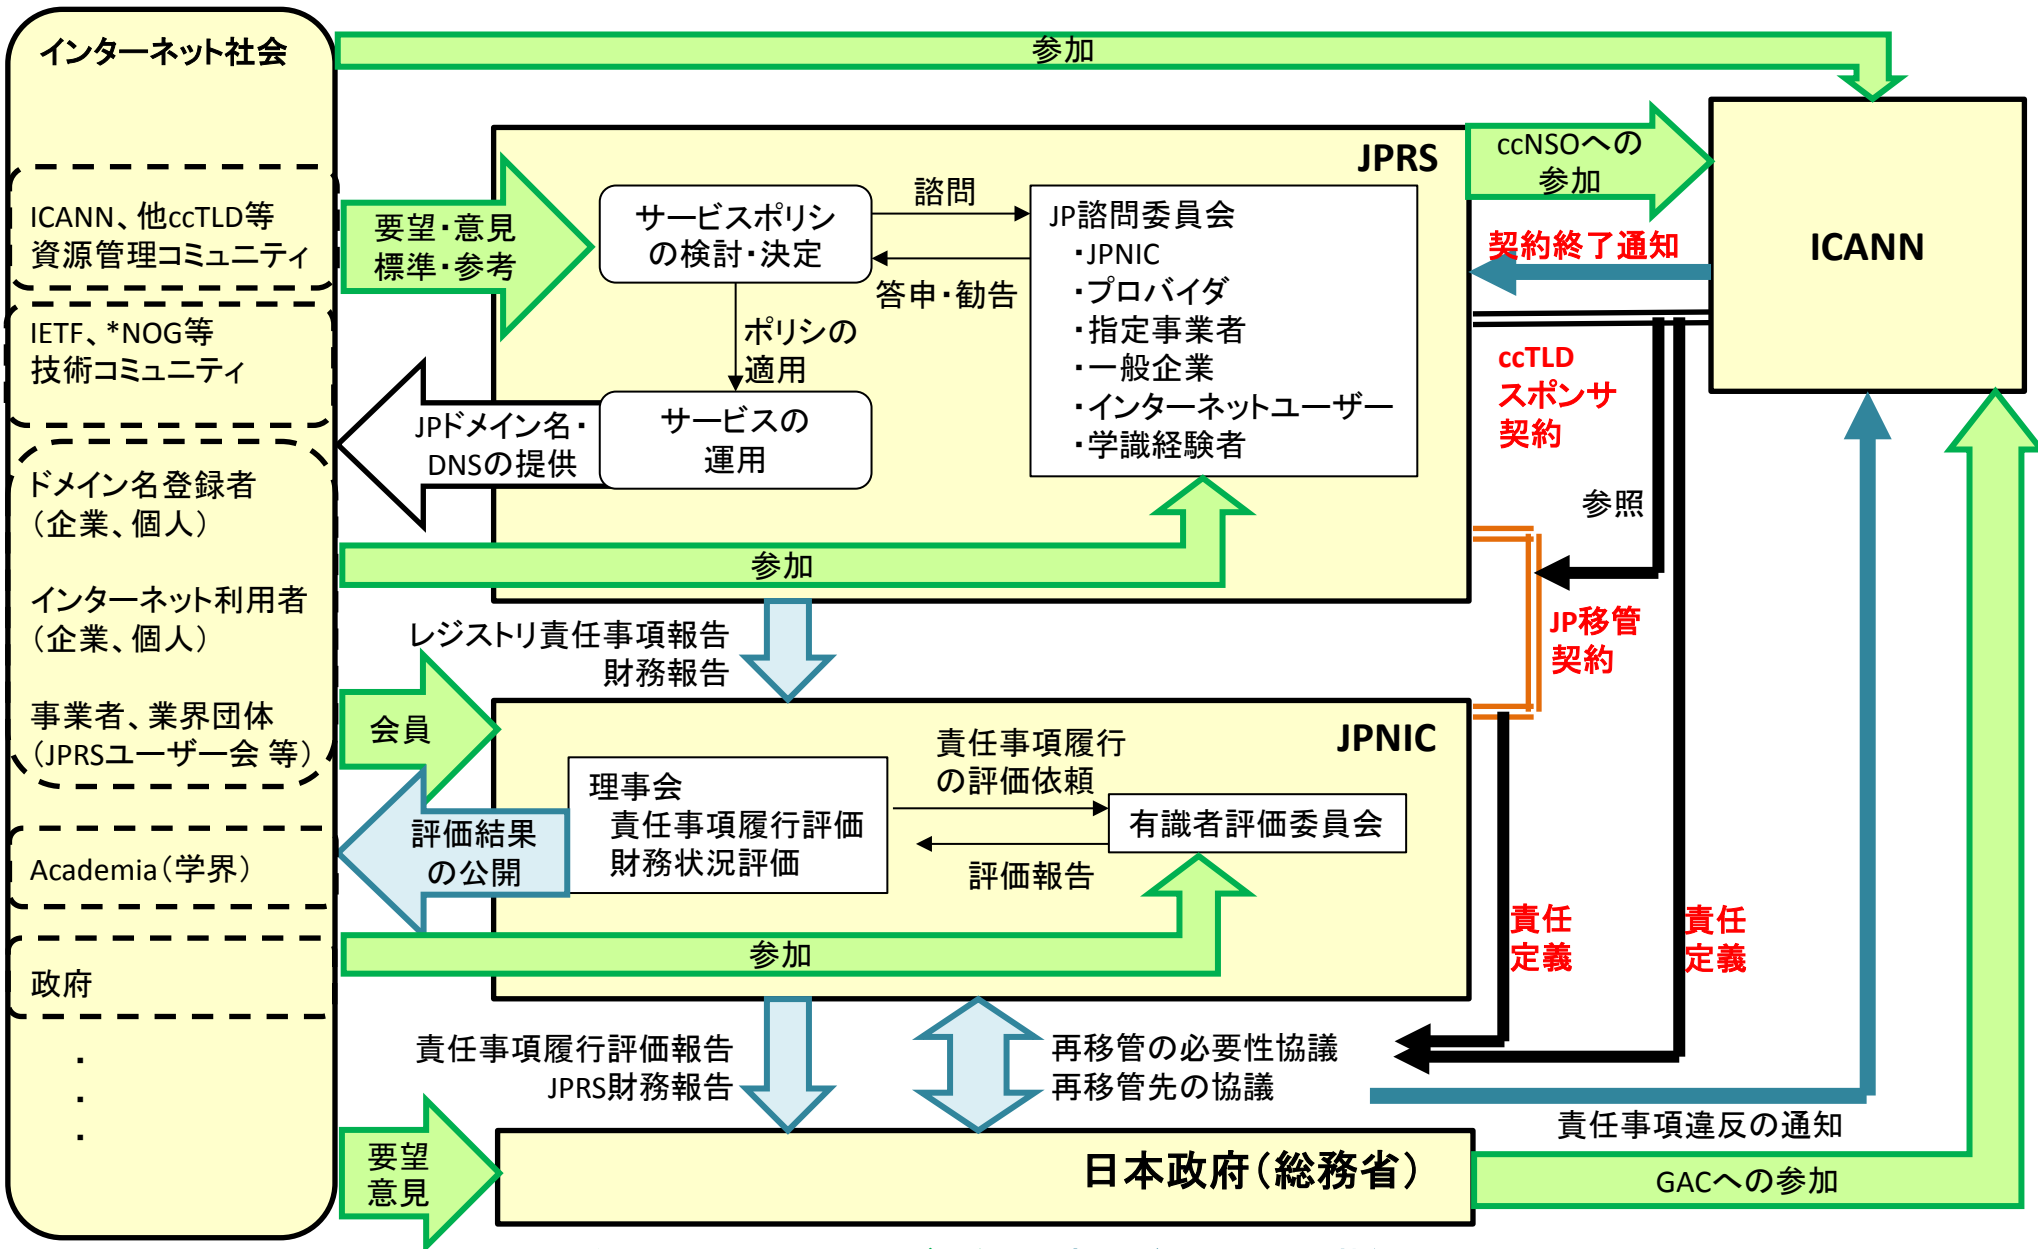 インターネット社会
ICANN、他ccTLD等
資源管理コミュニティ
IETF、*NOG等
技術コミュニティ
ドメイン名登録者
（企業、個人）
インターネット利用者
（企業、個人）
事業者、業界団体
（JPRSユーザー会 等）
Academia（学界）
政府
・
・
・
参加
要望・意見
標準・参考
JPRS
サービスポリシ
の検討・決定
諮問
答申・勧告
JP諮問委員会
・JPNIC
・プロバイダ
・指定事業者
・一般企業
・インターネットユーザー
・学識経験者
ポリシの
適用
サービスの
運用
JPドメイン名・
DNSの提供
参加
ccNSOへの
参加
契約終了通知
ICANN
ccTLD
スポンサ
契約
参照
JP移管
契約
レジストリ責任事項報告
財務報告
会員
JPNIC
理事会
責任事項履行評価
財務状況評価
責任事項履行
の評価依頼
有識者評価委員会
評価報告
評価結果
の公開
参加
責任
定義
責任
定義
責任事項履行評価報告
JPRS財務報告
再移管の必要性協議
再移管先の協議
責任事項違反の通知
要望
意見
日本政府（総務省）
GACへの参加